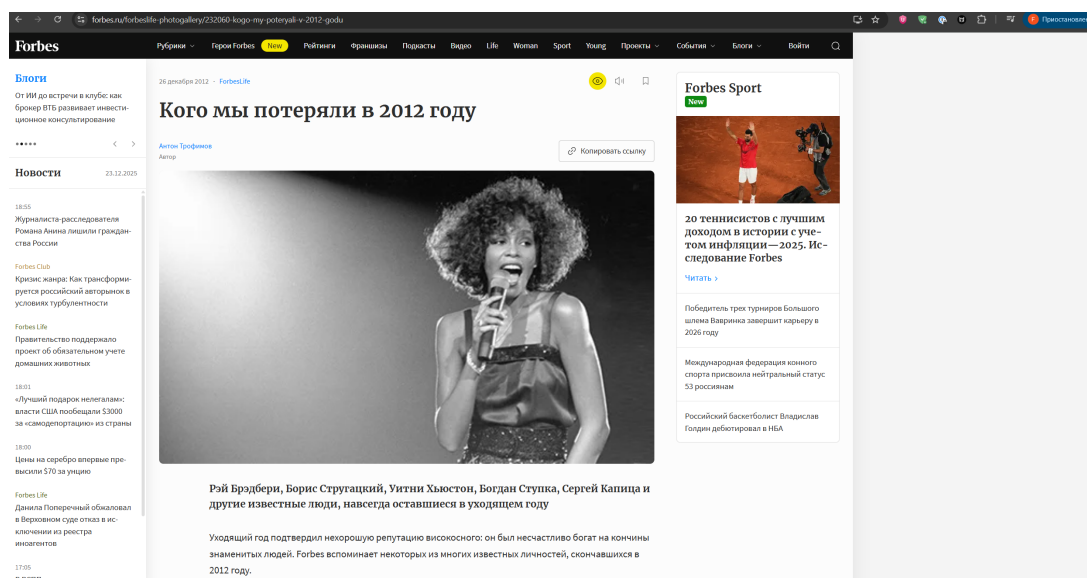 forbes.ru/forbeslife-photogallery/232060-kogo-my-poteryali-v-2012-godu
Приостановлен
Forbes
Рубрики
Герои Forbes
New
Рейтинги
Франшизы
Подкасты
Видео
Life
Woman
Sport
Young
Проекты
События
Блоги
Войти
Блоги
От ИИ до встречи в клубе: как
брокер ВТБ развивает инвести-
ционное консультирование
Новости
23.12.2025
18:55
Журналиста-расследователя
Романа Анина лишили граждан-
ства России
Forbes Club
Кризис жанра: Как трансформи-
руется российский авторынок в
условиях турбулентности
Forbes Life
Правительство поддержало
проект об обязательном учете
домашних животных
18:01
«Лучший подарок нелегалам»:
власти США пообещали $3000
за «самодепортацию» из страны
18:00
Цены на серебро впервые пре-
высили $70 за унцию
Forbes Life
Данила Поперечный обжаловал
в Верховном суде отказ в ис-
ключении из реестра
иноагентов
17:05
26 декабря 2012
ForbesLife
Кого мы потеряли в 2012 году
Антон Трофимов
Автор
Копировать ссылку
Рэй Брэдбери, Борис Стругацкий, Уитни Хьюстон, Богдан Ступка, Сергей Капица и
другие известные люди, навсегда оставшиеся в уходящем году
Уходящий год подтвердил нехорошую репутацию високосного: он был несчастливо богат на кончины
знаменитых людей. Forbes вспоминает некоторых из многих известных личностей, скончавшихся в
2012 году.
Forbes Sport
New
20 теннисистов с лучшим
доходом в истории с уче-
том инфляции—2025. Ис-
следование Forbes
Читать
Победитель трех турниров Большого
шлема Вавринка завершит карьеру в
2026 году
Международная федерация конного
спорта присвоила нейтральный статус
53 россиянам
Российский баскетболист Владислав
Голдин дебютировал в НБА